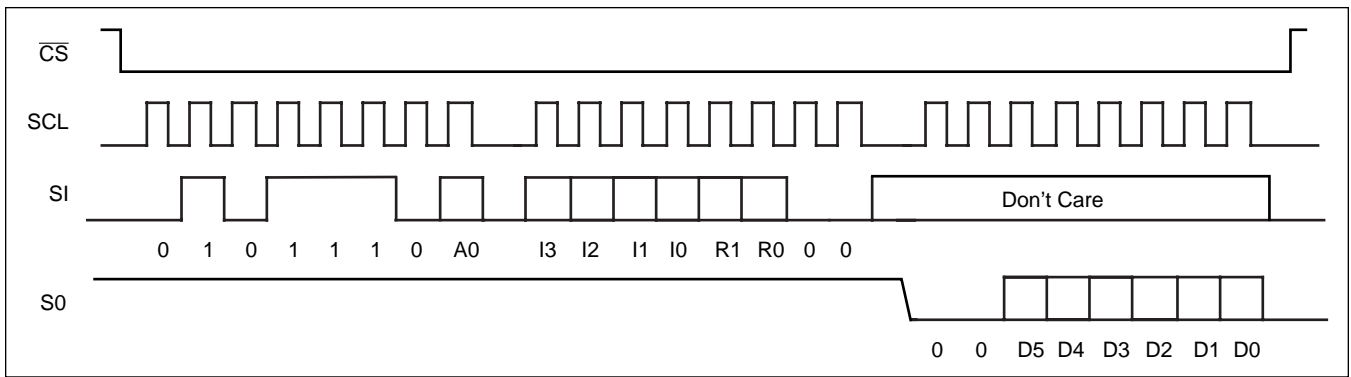 CS
SCL
SI
Don't Care
0 1 0 1 1 1 0 A0 I3 I2 I1 I0 R1 R0 0 0
S0
0 0 D5 D4 D3 D2 D1 D0